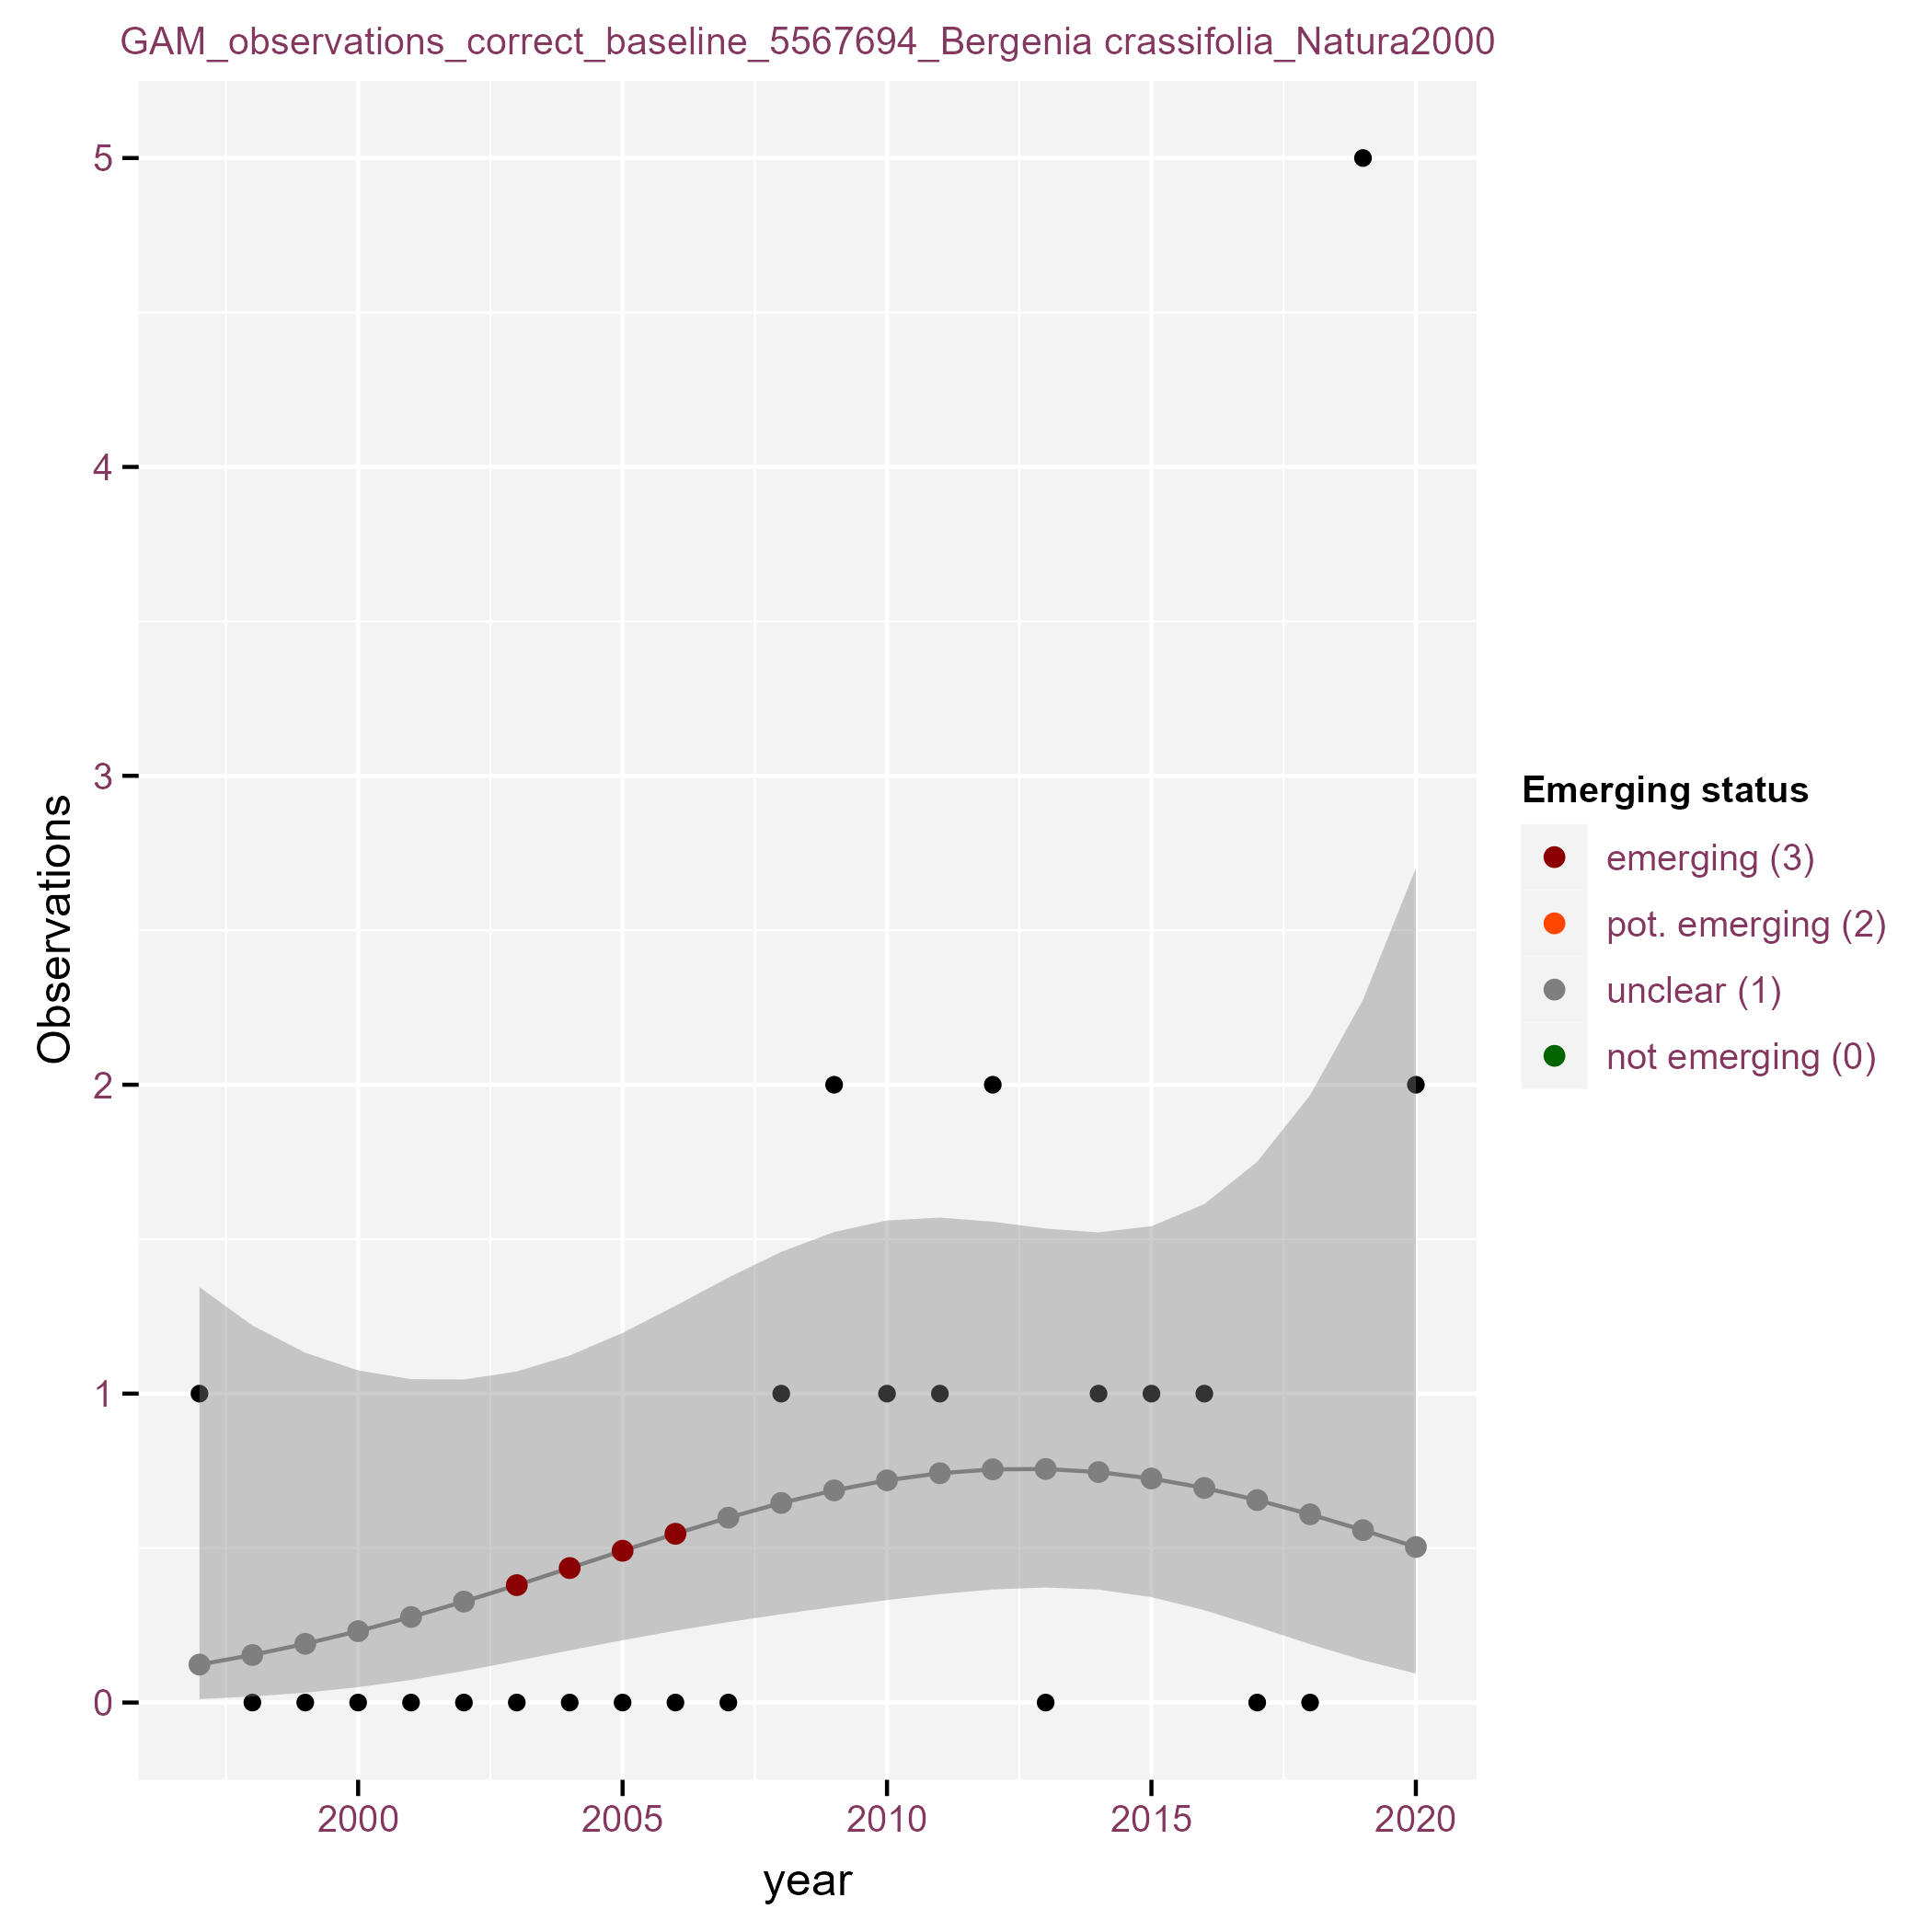 GAM_observations_correct_baseline_5567694_Bergenia crassifolia_Natura2000
5
4
3
2
1
0
Observations
2000
2005
2010
2015
2020
year
Emerging status
emerging (3)
pot. emerging (2)
unclear (1)
not emerging (0)